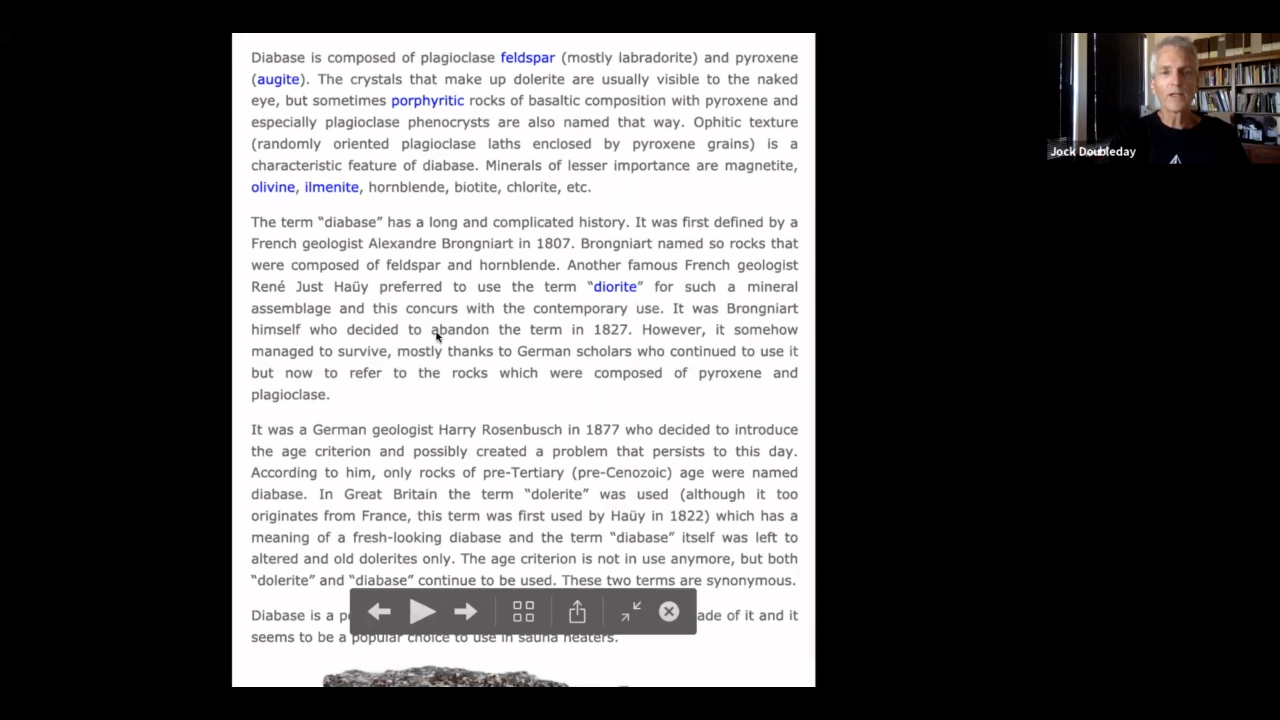 Diabase is composed of plagioclase feldspar (mostly labradorite) and pyroxene
(augite). The crystals that make up dolerite are usually visible to the naked
eye, but sometimes porphyritic rocks of basaltic composition with pyroxene and
especially plagioclase phenocrysts are also named that way. Ophitic texture
(randomly oriented plagioclase laths enclosed by pyroxene grains) is a
characteristic feature of diabase. Minerals of lesser importance are magnetite,
olivine, ilmenite, hornblende, biotite, chlorite, etc.
The term “diabase” has a long and complicated history. It was first defined by a
French geologist Alexandre Brongniart in 1807. Brongniart named so rocks that
were composed of feldspar and hornblende. Another famous French geologist
René Just Haüy preferred to use the term “diorite” for such a mineral
assemblage and this concurs with the contemporary use. It was Brongniart
himself who decided to abandon the term in 1827. However, it somehow
managed to survive, mostly thanks to German scholars who continued to use it
but now to refer to the rocks which were composed of pyroxene and
plagioclase.
It was a German geologist Harry Rosenbusch in 1877 who decided to introduce
the age criterion and possibly created a problem that persists to this day.
According to him, only rocks of pre-Tertiary (pre-Cenozoic) age were named
diabase. In Great Britain the term “dolerite” was used (although it too
originates from France, this term was first used by Haüy in 1822) which has a
meaning of a fresh-looking diabase and the term “diabase” itself was left to
altered and old dolerites only. The age criterion is not in use anymore, but both
“dolerite” and “diabase” continue to be used. These two terms are synonymous.
Diabase is a of it and it
seems to be a popular choice to use in sauna heaters.
Jock Doubleday